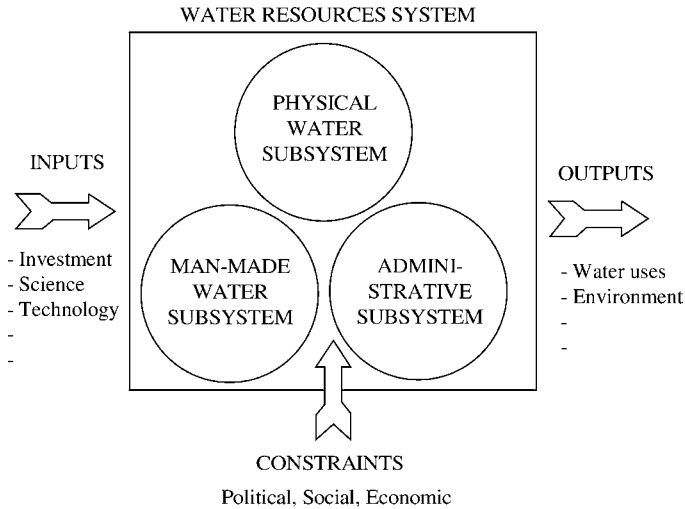 WATER RESOURCES SYSTEM
PHYSICAL
WATER
SUBSYSTEM
INPUTS
- Investment
- Science
- Technology
-
-
MAN-MADE
WATER
SUBSYSTEM
ADMINI-
STRATIVE
SUBSYSTEM
OUTPUTS
- Water uses
- Environment
-
-
CONSTRAINTS
Political, Social, Economic